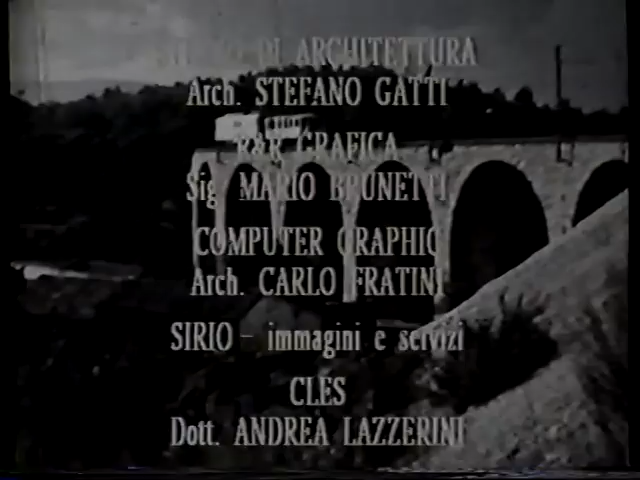 DI ARCHITETTURA
Arch. STEFANO GATTI
R&R GRAFICA
Sig. MARIO BRUNETTI
COMPUTER GRAPHIC
Arch. CARLO FRATINI
SIRIO - immagini e servizi
CLES
Dott. ANDREA LAZZERINI